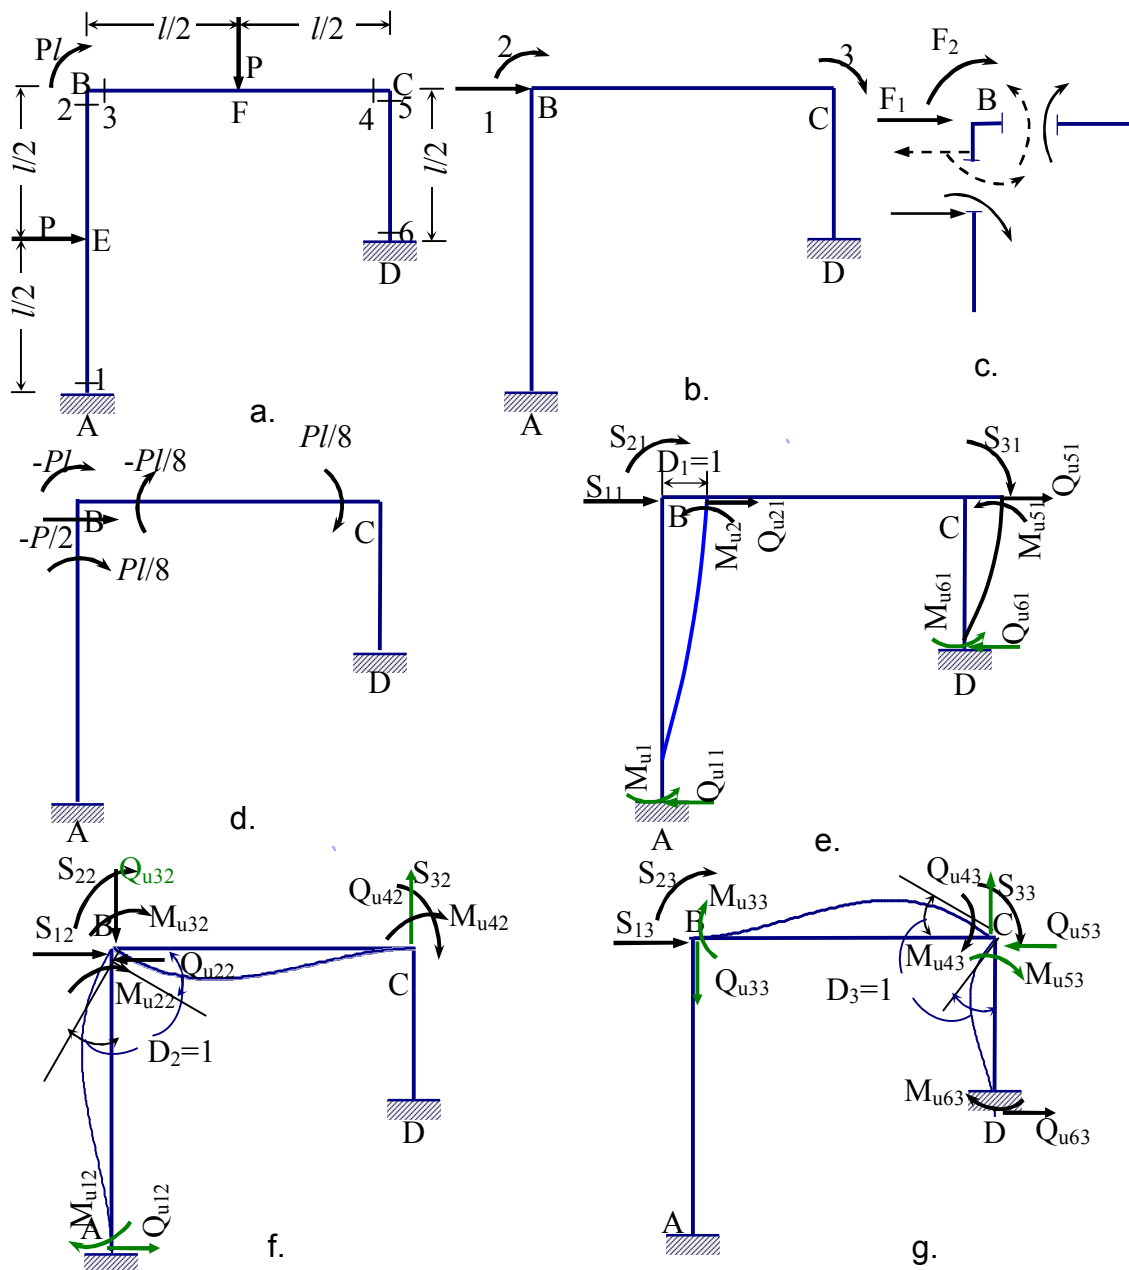 l/2 l/2
Pl P
B C
2 3 F 4 5
l/2 l/2
P E 6
D
l/2
1
A
a.
2 3
1 B C
D
A
b.
F2
F1 B
c.
-Pl -Pl/8 Pl/8
-P/2 B C
Pl/8
D
A
d.
S21 D1=1 S31 Qu51
S11
B Mu2 Qu21 C Mu51
Mu61 Qu61
D
Mu1 Qu11
A
e.
S22 Qu32 Qu42 S32
S12 B Mu32 Mu42
Qu22 C
Mu22
D2=1
D
Mu12
A Qu12
f.
S23 Mu33 Qu43 S33
S13 B C Qu53
Qu33 Mu43 Mu53
D3=1
Mu63
D Qu63
A
g.